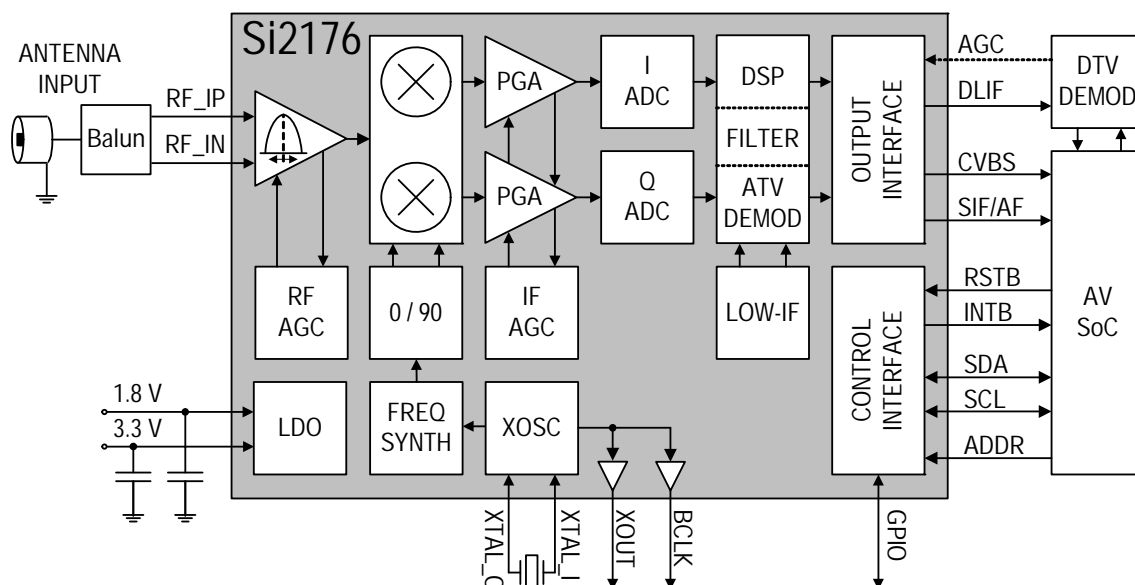 Si2176
ANTENNA
INPUT
Balun
RF_IP
RF_IN
PGA
PGA
I
ADC
Q
ADC
DSP
FILTER
ATV
DEMOD
OUTPUT
INTERFACE
AGC
DLIF
DTV
DEMOD
CVBS
SIF/AF
RF
AGC
0 / 90
IF
AGC
LOW-IF
CONTROL
INTERFACE
RSTB
INTB
SDA
SCL
ADDR
AV
SoC
1.8 V
3.3 V
LDO
FREQ
SYNTH
XOSC
XTAL_O
XTAL_I
XOUT
BCLK
GPIO